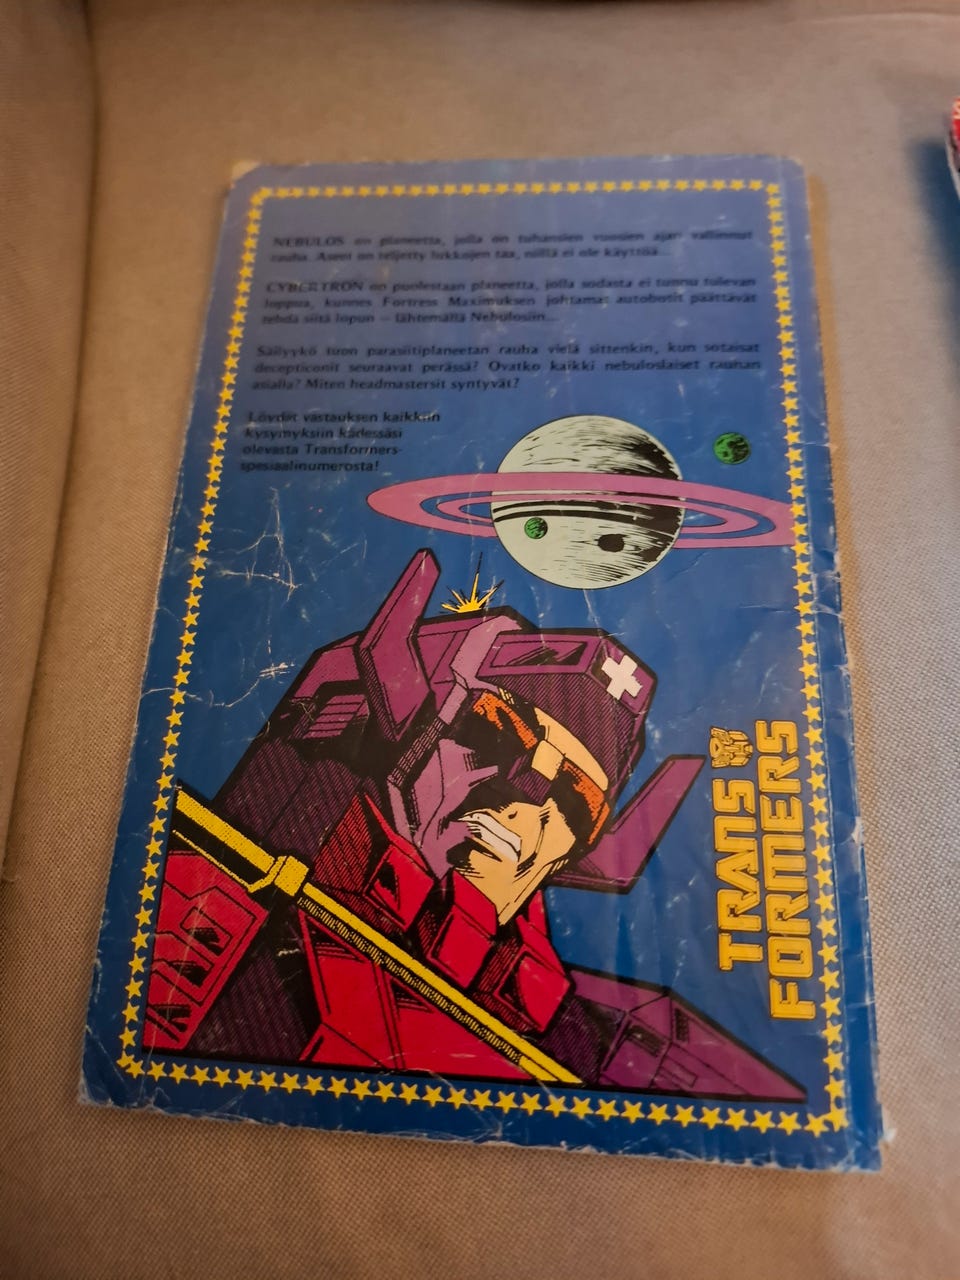 NEBULOS on planeetta, jolla on tuhansien vuosien ajan vallinnut
rauha. Aseet on teljetty lukkojen taa, niillä ei ole käyttöä...
CYBERTRON on puolestaan planeetta, jolla sodasta ei tunnu tulevan
loppua, kunnes Fortress Maximuksen johtamat autobotit päättävät
tehdä siitä lopun – lähtemällä Nebulosiin...
Säilyykö tuon parasiitiplaneetan rauha vielä sittenkin, kun sotaisat
decepticonit seuraavat perässä? Ovatko kaikki nebuloslaiset rauhan
asialla? Miten headmastersit syntyvät?
Löydät vastauksen kaikkiin
kysymyksiin kädessäsi
olevasta Transformers-
spesiaalinumerosta!
TRANS
FORMERS